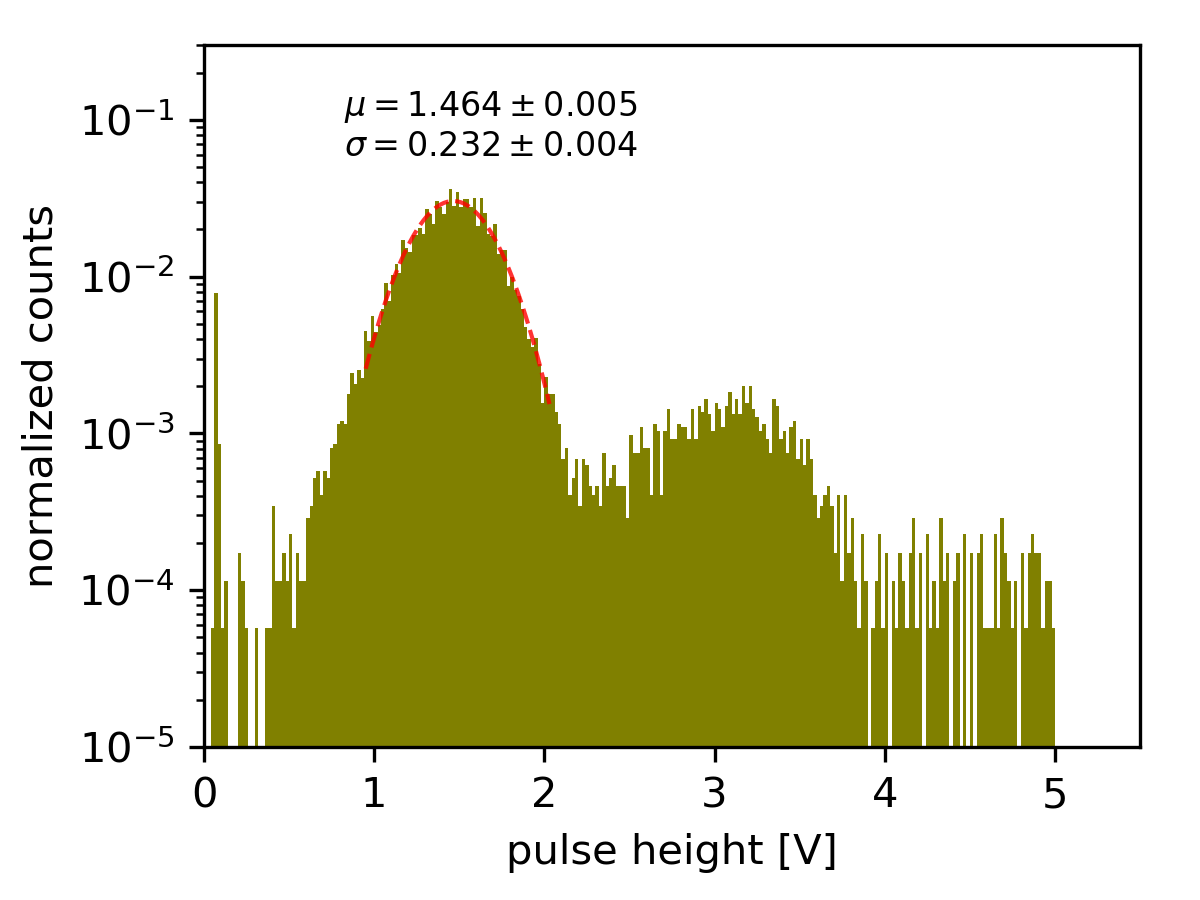 μ = 1.464 ± 0.005
σ = 0.232 ± 0.004
normalized counts
10⁻¹
10⁻²
10⁻³
10⁻⁴
10⁻⁵
0 1 2 3 4 5
pulse height [V]